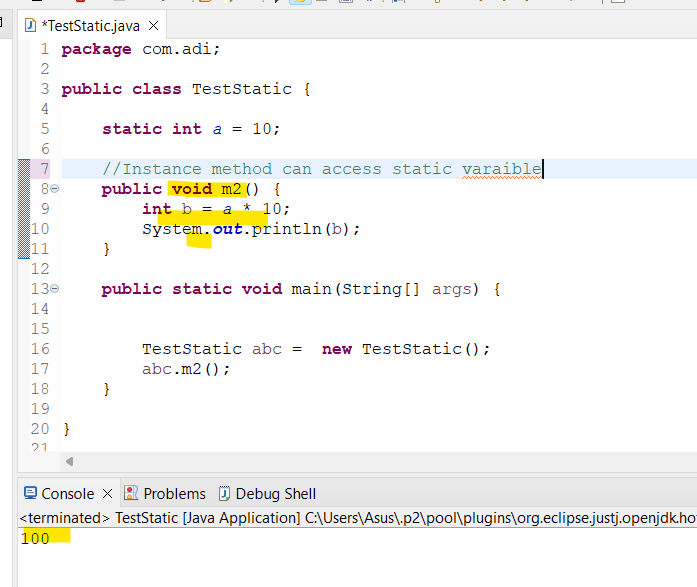 *TestStatic.java
1 package com.adi;
2
3 public class TestStatic {
4
5 static int a = 10;
6
7 //Instance method can access static varaible
8 public void m2() {
9 int b = a * 10;
10 System.out.println(b);
11 }
12
13 public static void main(String[] args) {
14
15
16 TestStatic abc =  new TestStatic();
17 abc.m2();
18 }
19
20 }
21
Console Problems Debug Shell
<terminated> TestStatic [Java Application] C:\Users\Asus\.p2\pool\plugins\org.eclipse.justj.openjdk.ho
100